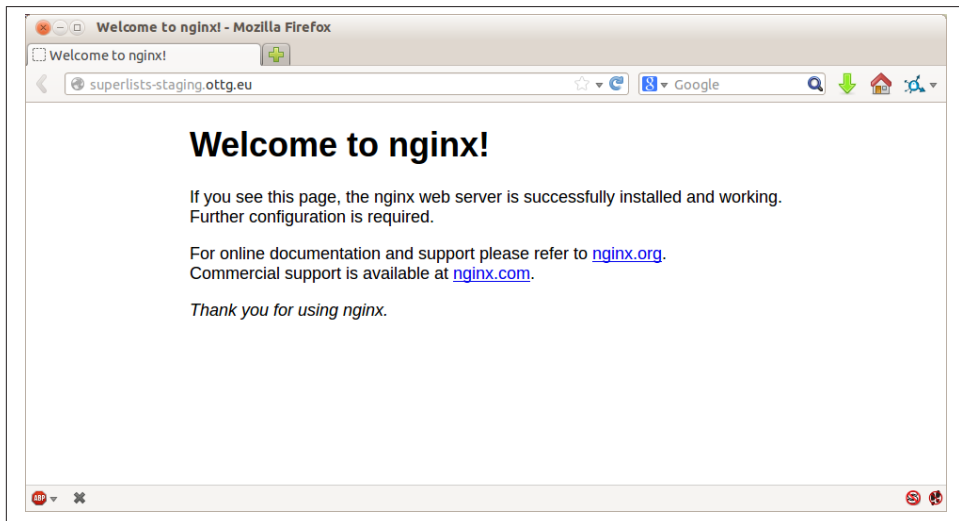 Welcome to nginx! - Mozilla Firefox
Welcome to nginx!
superlists-staging.ottg.eu
Google
Welcome to nginx!
If you see this page, the nginx web server is successfully installed and working.
Further configuration is required.
For online documentation and support please refer to nginx.org.
Commercial support is available at nginx.com.
Thank you for using nginx.
ABP